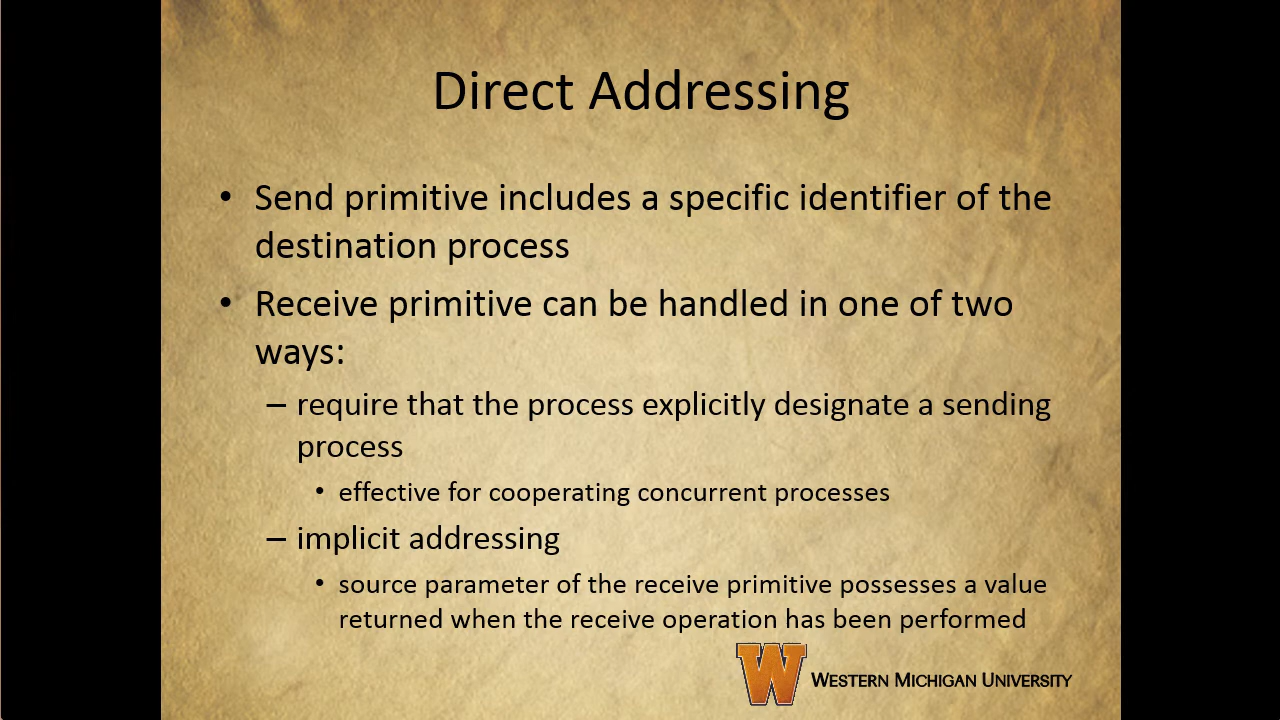 Direct Addressing
• Send primitive includes a specific identifier of the
destination process
• Receive primitive can be handled in one of two
ways:
– require that the process explicitly designate a sending
process
• effective for cooperating concurrent processes
– implicit addressing
• source parameter of the receive primitive possesses a value
returned when the receive operation has been performed
W WESTERN MICHIGAN UNIVERSITY